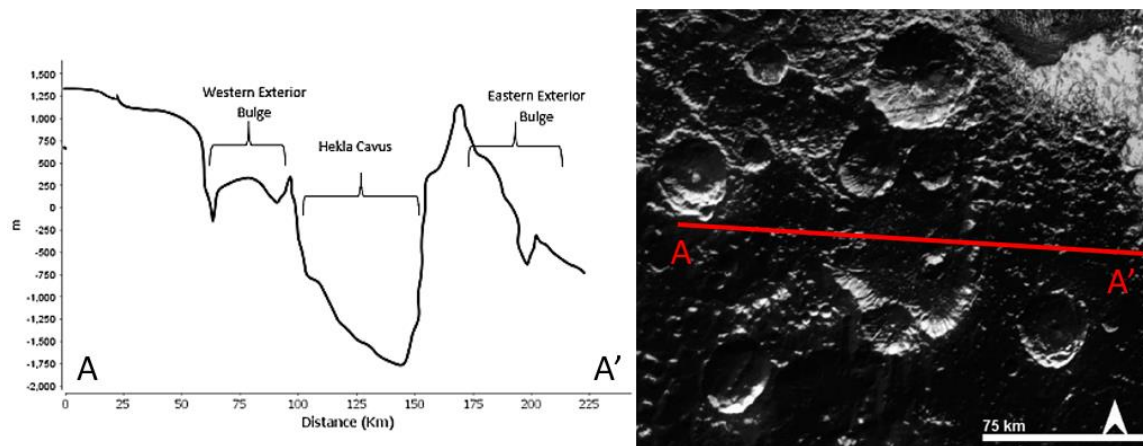 1,500
1,250
1,000
750
500
250
0
-250
-500
-750
-1,000
-1,250
-1,500
-1,750
-2,000
m
Western Exterior
Bulge
Hekla Cavus
Eastern Exterior
Bulge
A
A’
0 25 50 75 100 125 150 175 200 225
Distance (Km)
A
A’
75 km